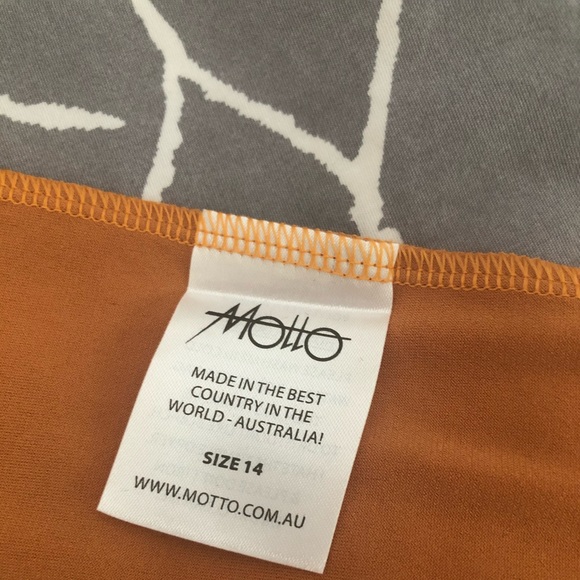 Motto
MADE IN THE BEST
COUNTRY IN THE
WORLD - AUSTRALIA!
SIZE 14
WWW.MOTTO.COM.AU